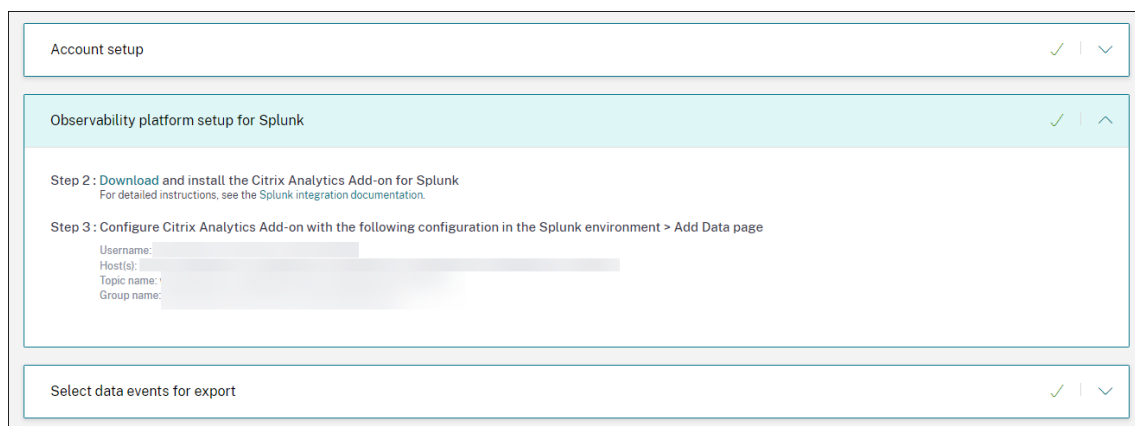 Account setup
Observability platform setup for Splunk
Step 2 : Download and install the Citrix Analytics Add-on for Splunk
For detailed instructions, see the Splunk integration documentation.
Step 3 : Configure Citrix Analytics Add-on with the following configuration in the Splunk environment > Add Data page
Username:
Host(s):
Topic name:
Group name:
Select data events for export